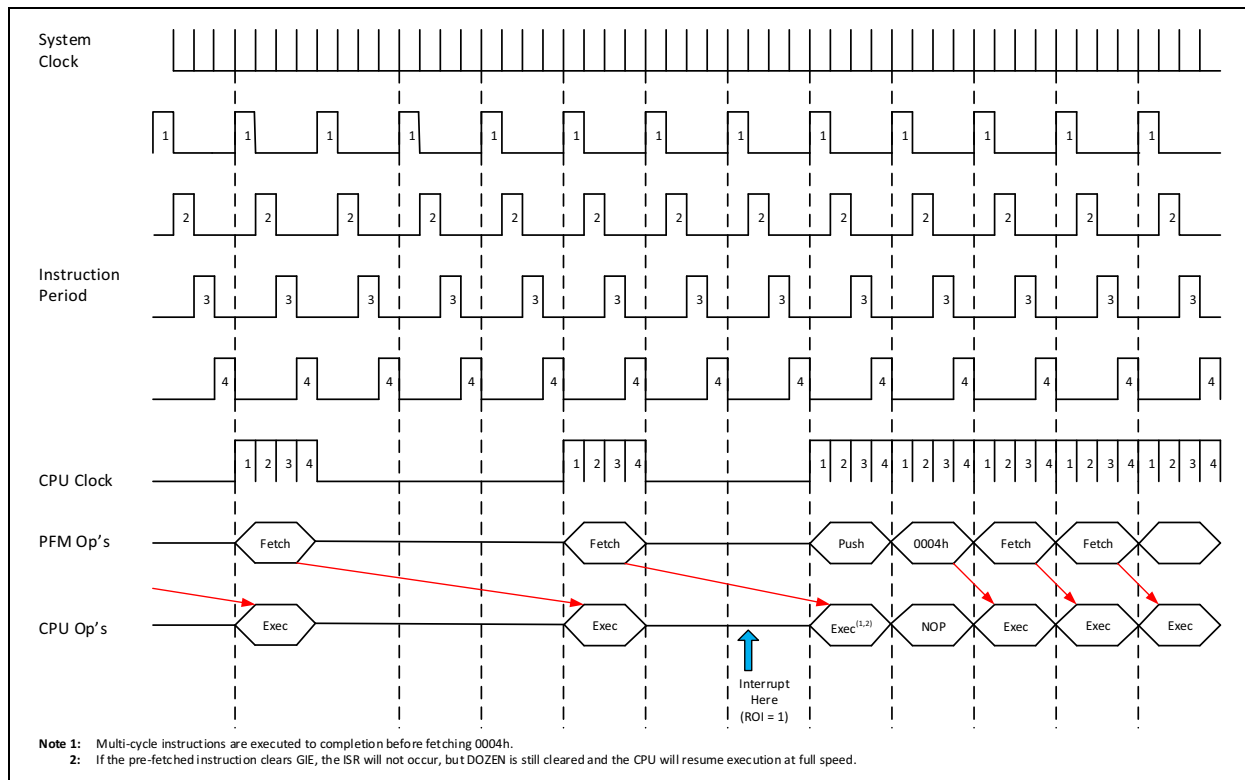 System
Clock
1 1 1 1 1 1 1 1 1 1 1 1 1
2 2 2 2 2 2 2 2 2 2 2 2 2
Instruction
Period
3 3 3 3 3 3 3 3 3 3 3 3 3
4 4 4 4 4 4 4 4 4 4 4 4 4
CPU Clock 1 2 3 4 1 2 3 4 1 2 3 4 1 2 3 4 1 2 3 4 1 2 3 4 1 2 3 4
PFM Op's Fetch Fetch Push 0004h Fetch Fetch
CPU Op's Exec Exec Exec(1,2) NOP Exec Exec Exec
Interrupt
Here
(ROI = 1)
Note 1: Multi-cycle instructions are executed to completion before fetching 0004h.
2: If the pre-fetched instruction clears GIE, the ISR will not occur, but DOZEN is still cleared and the CPU will resume execution at full speed.